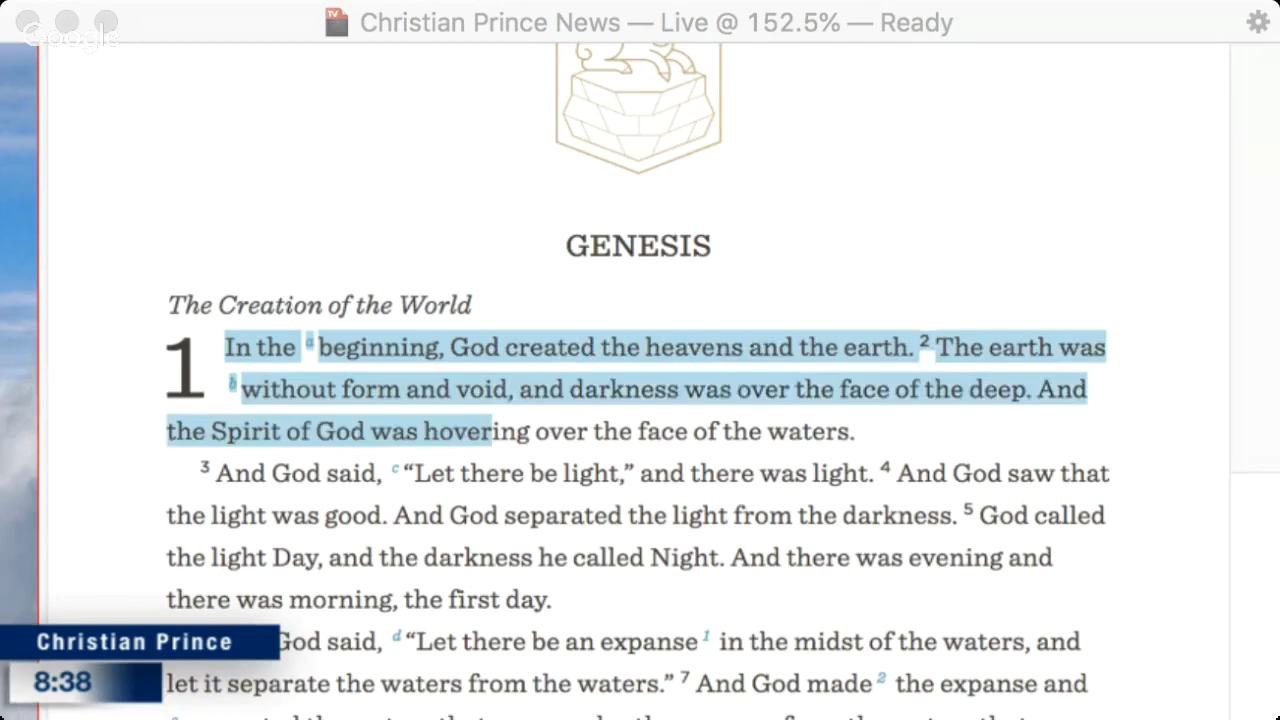 Google
TV
Christian Prince News — Live @ 152.5% — Ready
GENESIS
The Creation of the World
1 In the a beginning, God created the heavens and the earth. 2 The earth was
b without form and void, and darkness was over the face of the deep. And
the Spirit of God was hovering over the face of the waters.
3 And God said, c “Let there be light,” and there was light. 4 And God saw that
the light was good. And God separated the light from the darkness. 5 God called
the light Day, and the darkness he called Night. And there was evening and
there was morning, the first day.
God said, d “Let there be an expanse 1 in the midst of the waters, and
let it separate the waters from the waters.” 7 And God made 2 the expanse and
Christian Prince
8:38